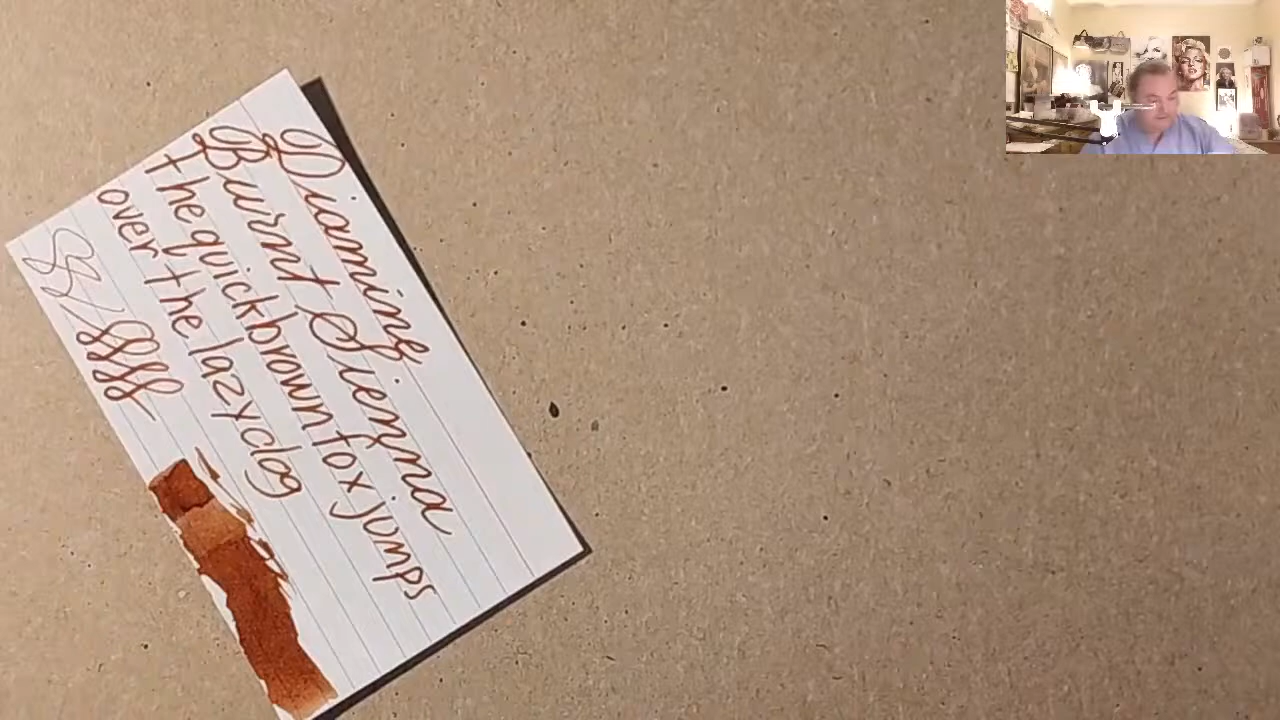 Diamine
Burnt Sienna
the quick brown fox jumps
over the lazy dog